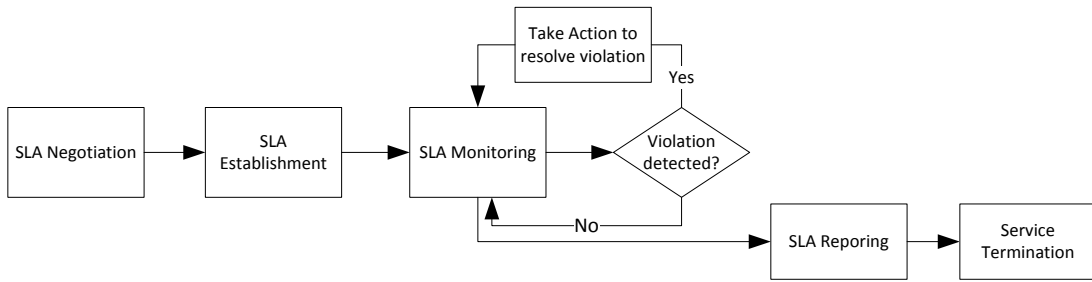 Take Action to
resolve violation
Yes
SLA Negotiation
SLA
Establishment
SLA Monitoring
Violation
detected?
No
SLA Reporing
Service
Termination